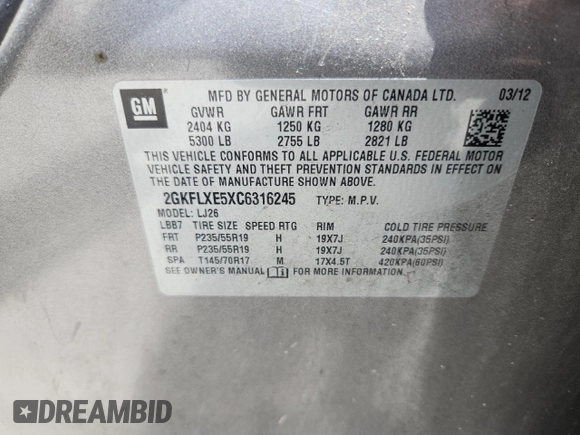 GM
MFD BY GENERAL MOTORS OF CANADA LTD. 03/12
GVWR GAWR FRT GAWR RR
2404 KG 1250 KG 1280 KG
5300 LB 2755 LB 2821 LB
THIS VEHICLE CONFORMS TO ALL APPLICABLE U.S. FEDERAL MOTOR
VEHICLE SAFETY AND THEFT PREVENTION STANDARDS IN EFFECT ON
THE DATE OF MANUFACTURE SHOWN ABOVE.
2GKFLXE5XC6316245 TYPE: M.P.V.
MODEL: LJ26
LBB7 TIRE SIZE SPEED RTG RIM COLD TIRE PRESSURE
FRT P235/55R19 H 19X7J 240KPA(35PSI)
RR P235/55R19 H 19X7J 240KPA(35PSI)
SPA T145/70R17 M 17X4.5T 420KPA(60PSI)
SEE OWNER'S MANUAL FOR MORE INFORMATION.
DREAMBID